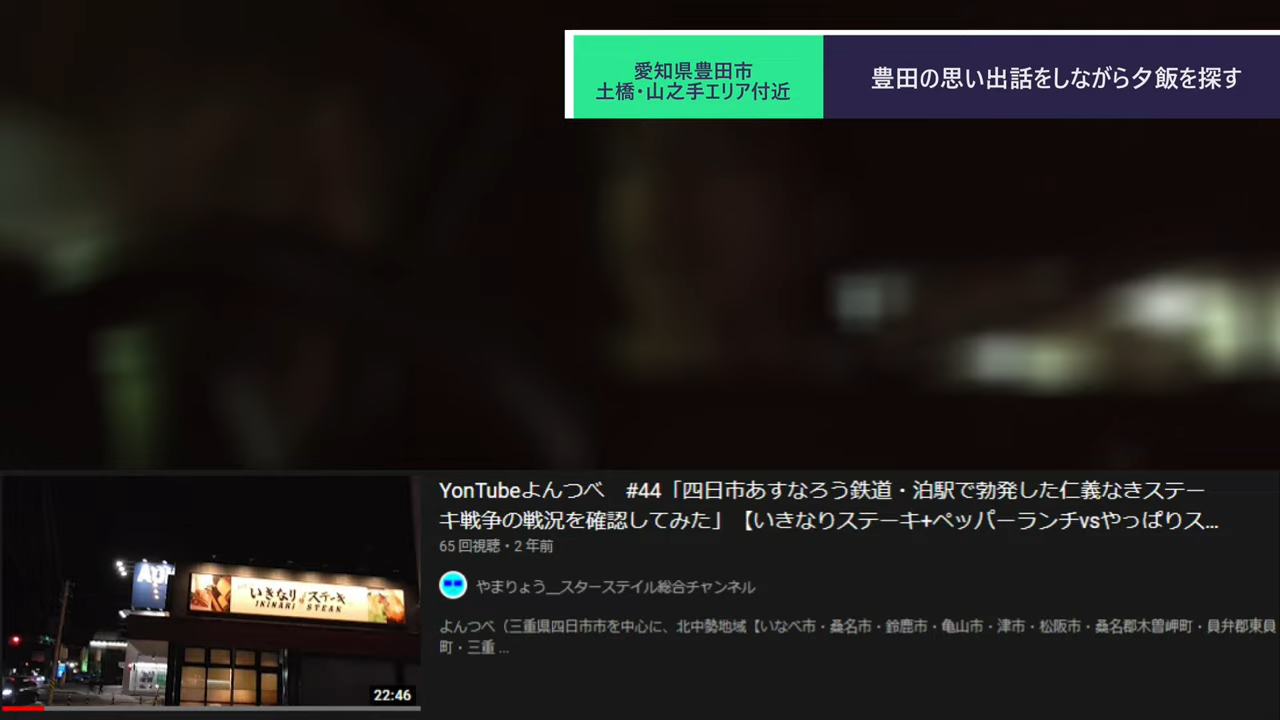 愛知県豊田市
土橋・山之手エリア付近
豊田の思い出話をしながら夕飯を探す
YonTubeよんつべ　#44「四日市あすなろう鉄道・泊駅で勃発した仁義なきステー
キ戦争の戦況を確認してみた」【いきなりステーキ+ペッパーランチvsやっぱりス...
65 回視聴・2 年前
やまりょう__スターステイル総合チャンネル
よんつべ（三重県四日市市を中心に、北中勢地域【いなべ市・桑名市・鈴鹿市・亀山市・津市・松阪市・桑名郡木曽岬町・員弁郡東員
町・三重 ...
いきなりステーキ
IKINARI STEAK
22:46